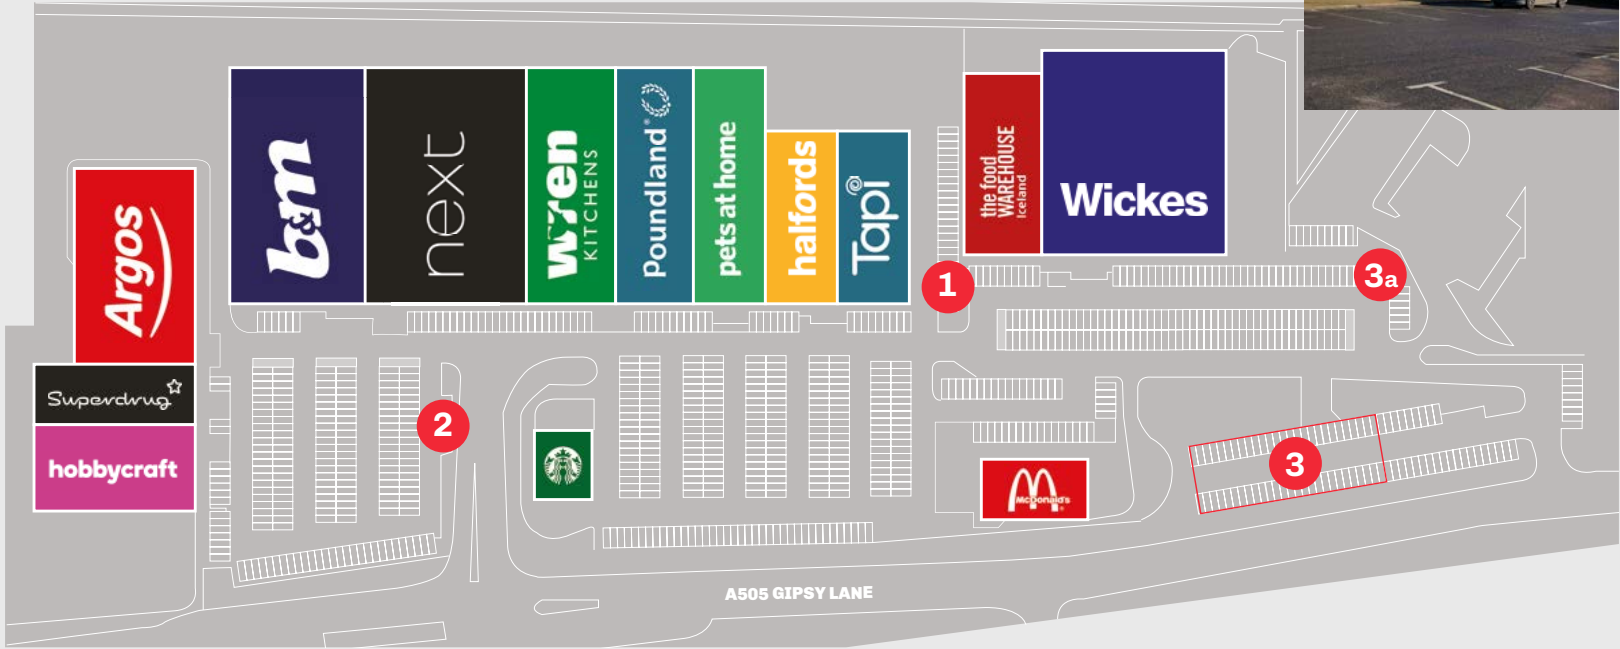 Argos
Superdrug
hobbycraft
b&m
next
wren
KITCHENS
Poundland
pets at home
halfords
Tapi
1
the food
WAREHOUSE
Iceland
Wickes
3a
2
McDonald's
3
A505 GIPSY LANE